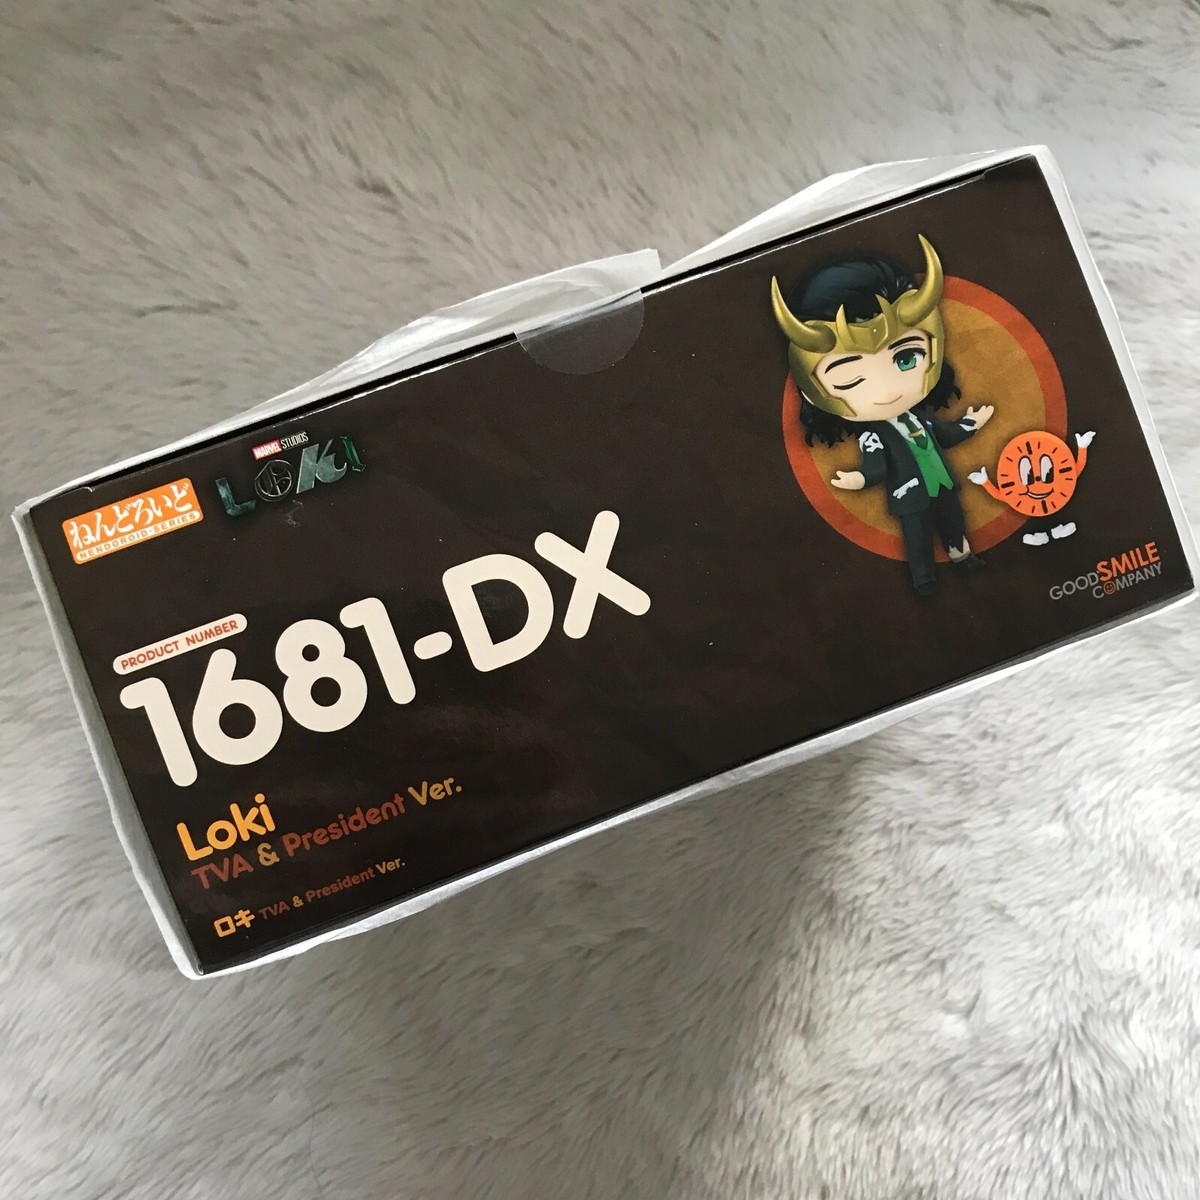 MARVEL STUDIOS
LOKI
ねんどろいど
NENDOROID·SERIES
PRODUCT NUMBER
1681-DX
Loki
TVA & President Ver.
ロキ TVA & President Ver.
GOOD SMILE
COMPANY